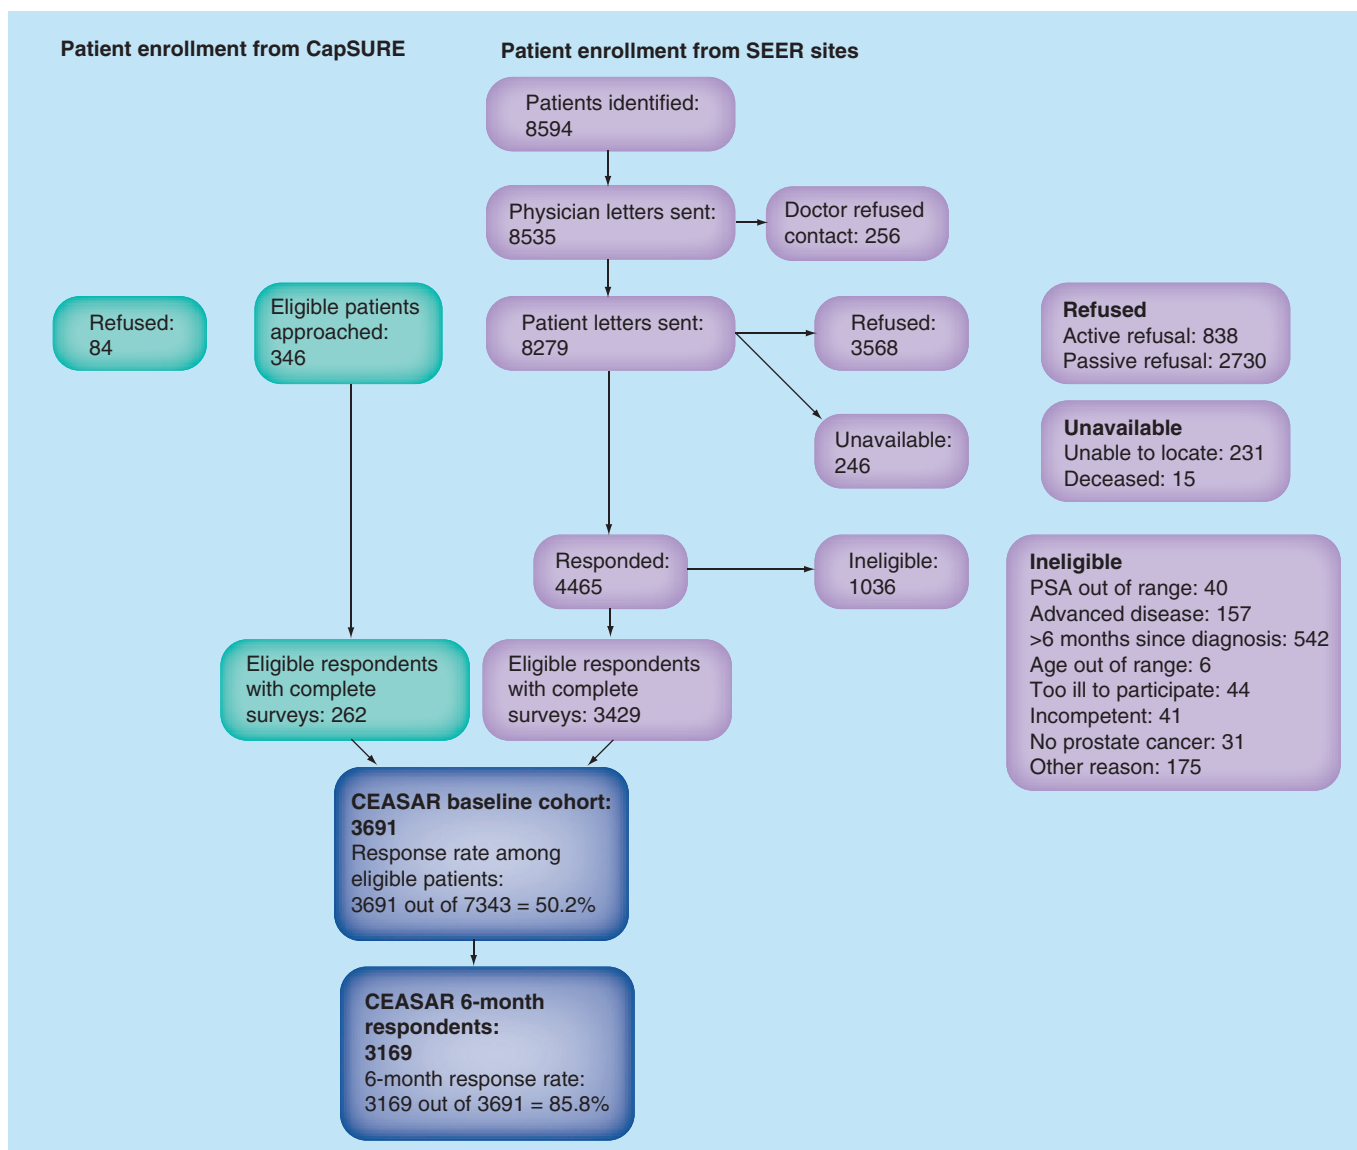 Patient enrollment from CapSURE
Patient enrollment from SEER sites
Patients identified:
8594
Physician letters sent:
8535
Doctor refused
contact: 256
Refused:
84
Eligible patients
approached:
346
Patient letters sent:
8279
Refused:
3568
Refused
Active refusal: 838
Passive refusal: 2730
Unavailable:
246
Unavailable
Unable to locate: 231
Deceased: 15
Responded:
4465
Ineligible:
1036
Ineligible
PSA out of range: 40
Advanced disease: 157
>6 months since diagnosis: 542
Age out of range: 6
Too ill to participate: 44
Incompetent: 41
No prostate cancer: 31
Other reason: 175
Eligible respondents
with complete
surveys: 262
Eligible respondents
with complete
surveys: 3429
CEASAR baseline cohort:
3691
Response rate among
eligible patients:
3691 out of 7343 = 50.2%
CEASAR 6-month
respondents:
3169
6-month response rate:
3169 out of 3691 = 85.8%